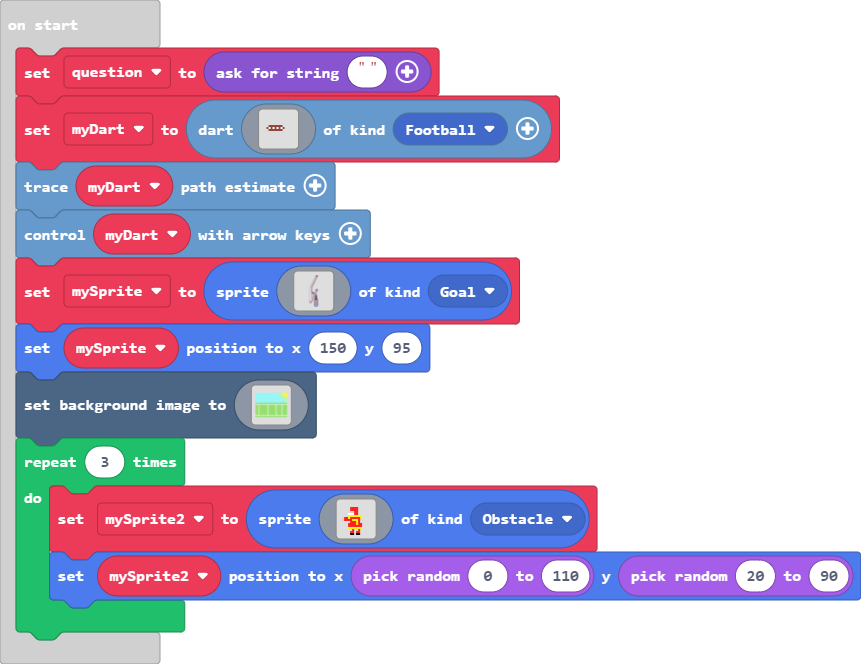 on start
set question to ask for string " "
set myDart to dart of kind Football
trace myDart path estimate
control myDart with arrow keys
set mySprite to sprite of kind Goal
set mySprite position to x 150 y 95
set background image to
repeat 3 times
do
set mySprite2 to sprite of kind Obstacle
set mySprite2 position to x pick random 0 to 110 y pick random 20 to 90